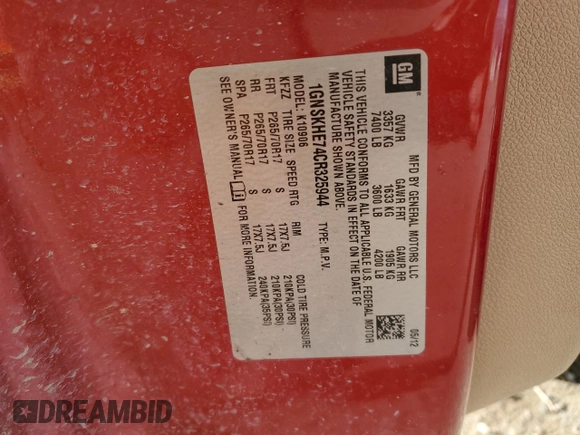 GM
MFD BY GENERAL MOTORS LLC
05/12
GVWR GAWR FRT GAWR RR
3357 KG 1633 KG 1905 KG
7400 LB 3600 LB 4200 LB
THIS VEHICLE CONFORMS TO ALL APPLICABLE U.S. FEDERAL MOTOR
VEHICLE SAFETY STANDARDS IN EFFECT ON THE DATE OF
MANUFACTURE SHOWN ABOVE.
1GNSKHE74CR325944 TYPE: M.P.V.
MODEL: K10906
KFZZ TIRE SIZE SPEED RTG RIM COLD TIRE PRESSURE
FRT P265/70R17 S 17X7.5J 210KPA(30PSI)
RR P265/70R17 S 17X7.5J 210KPA(30PSI)
SPA P265/70R17 S 17X7.5J 240KPA(35PSI)
SEE OWNER'S MANUAL FOR MORE INFORMATION.
DREAMBID